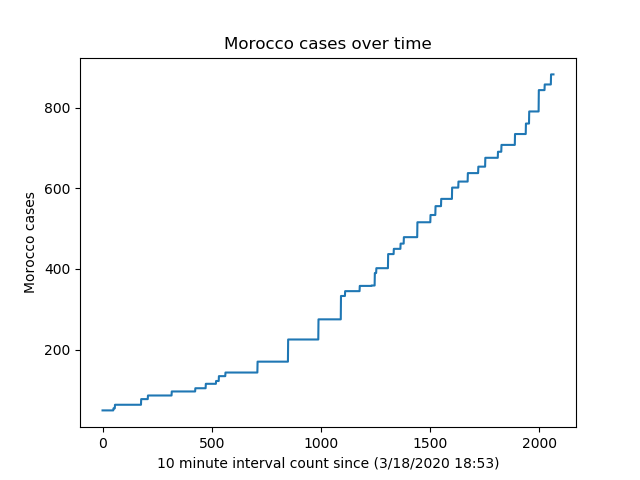 Morocco cases over time
800
600
400
200
Morocco cases
0 500 1000 1500 2000
10 minute interval count since (3/18/2020 18:53)